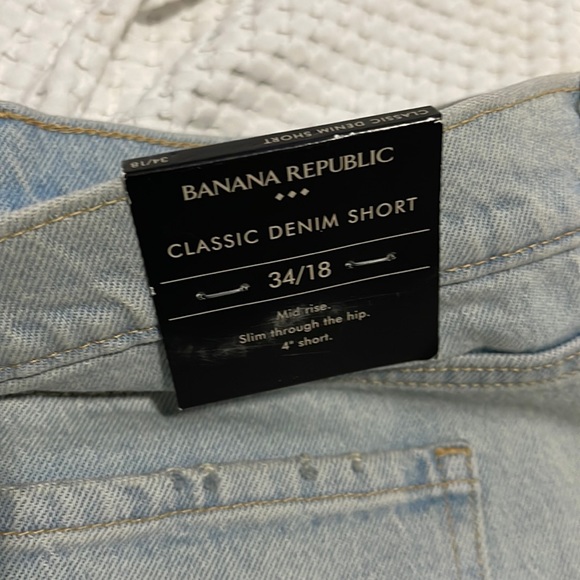 CLASSIC DENIM SHORT
34/18
BANANA REPUBLIC
CLASSIC DENIM SHORT
34/18
Mid rise.
Slim through the hip.
4" short.